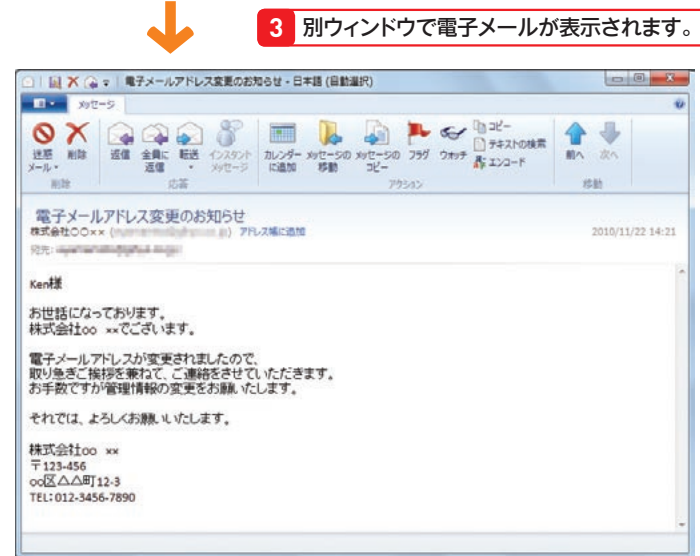 3 別ウィンドウで電子メールが表示されます。
電子メールアドレス変更のお知らせ - 日本語 (自動選択)
メッセージ
迷惑メール 削除 返信 全員に返信 転送 インスタントメッセージ カレンダーに追加 メッセージの移動 メッセージのコピー フラグ ウオッチ コピー テキストの検索 エンコード 前へ 次へ
削除 応答 アクション 移動
電子メールアドレス変更のお知らせ
株式会社〇〇×× アドレス帳に追加 2010/11/22 14:21
宛先:
Ken様
お世話になっております。
株式会社oo ××でございます。
電子メールアドレスが変更されましたので、
取り急ぎご挨拶を兼ねて、ご連絡をさせていただきます。
お手数ですが管理情報の変更をお願いたします。
それでは、よろしくお願いいたします。
株式会社oo ××
〒123-456
oo区△△町12-3
TEL:012-3456-7890